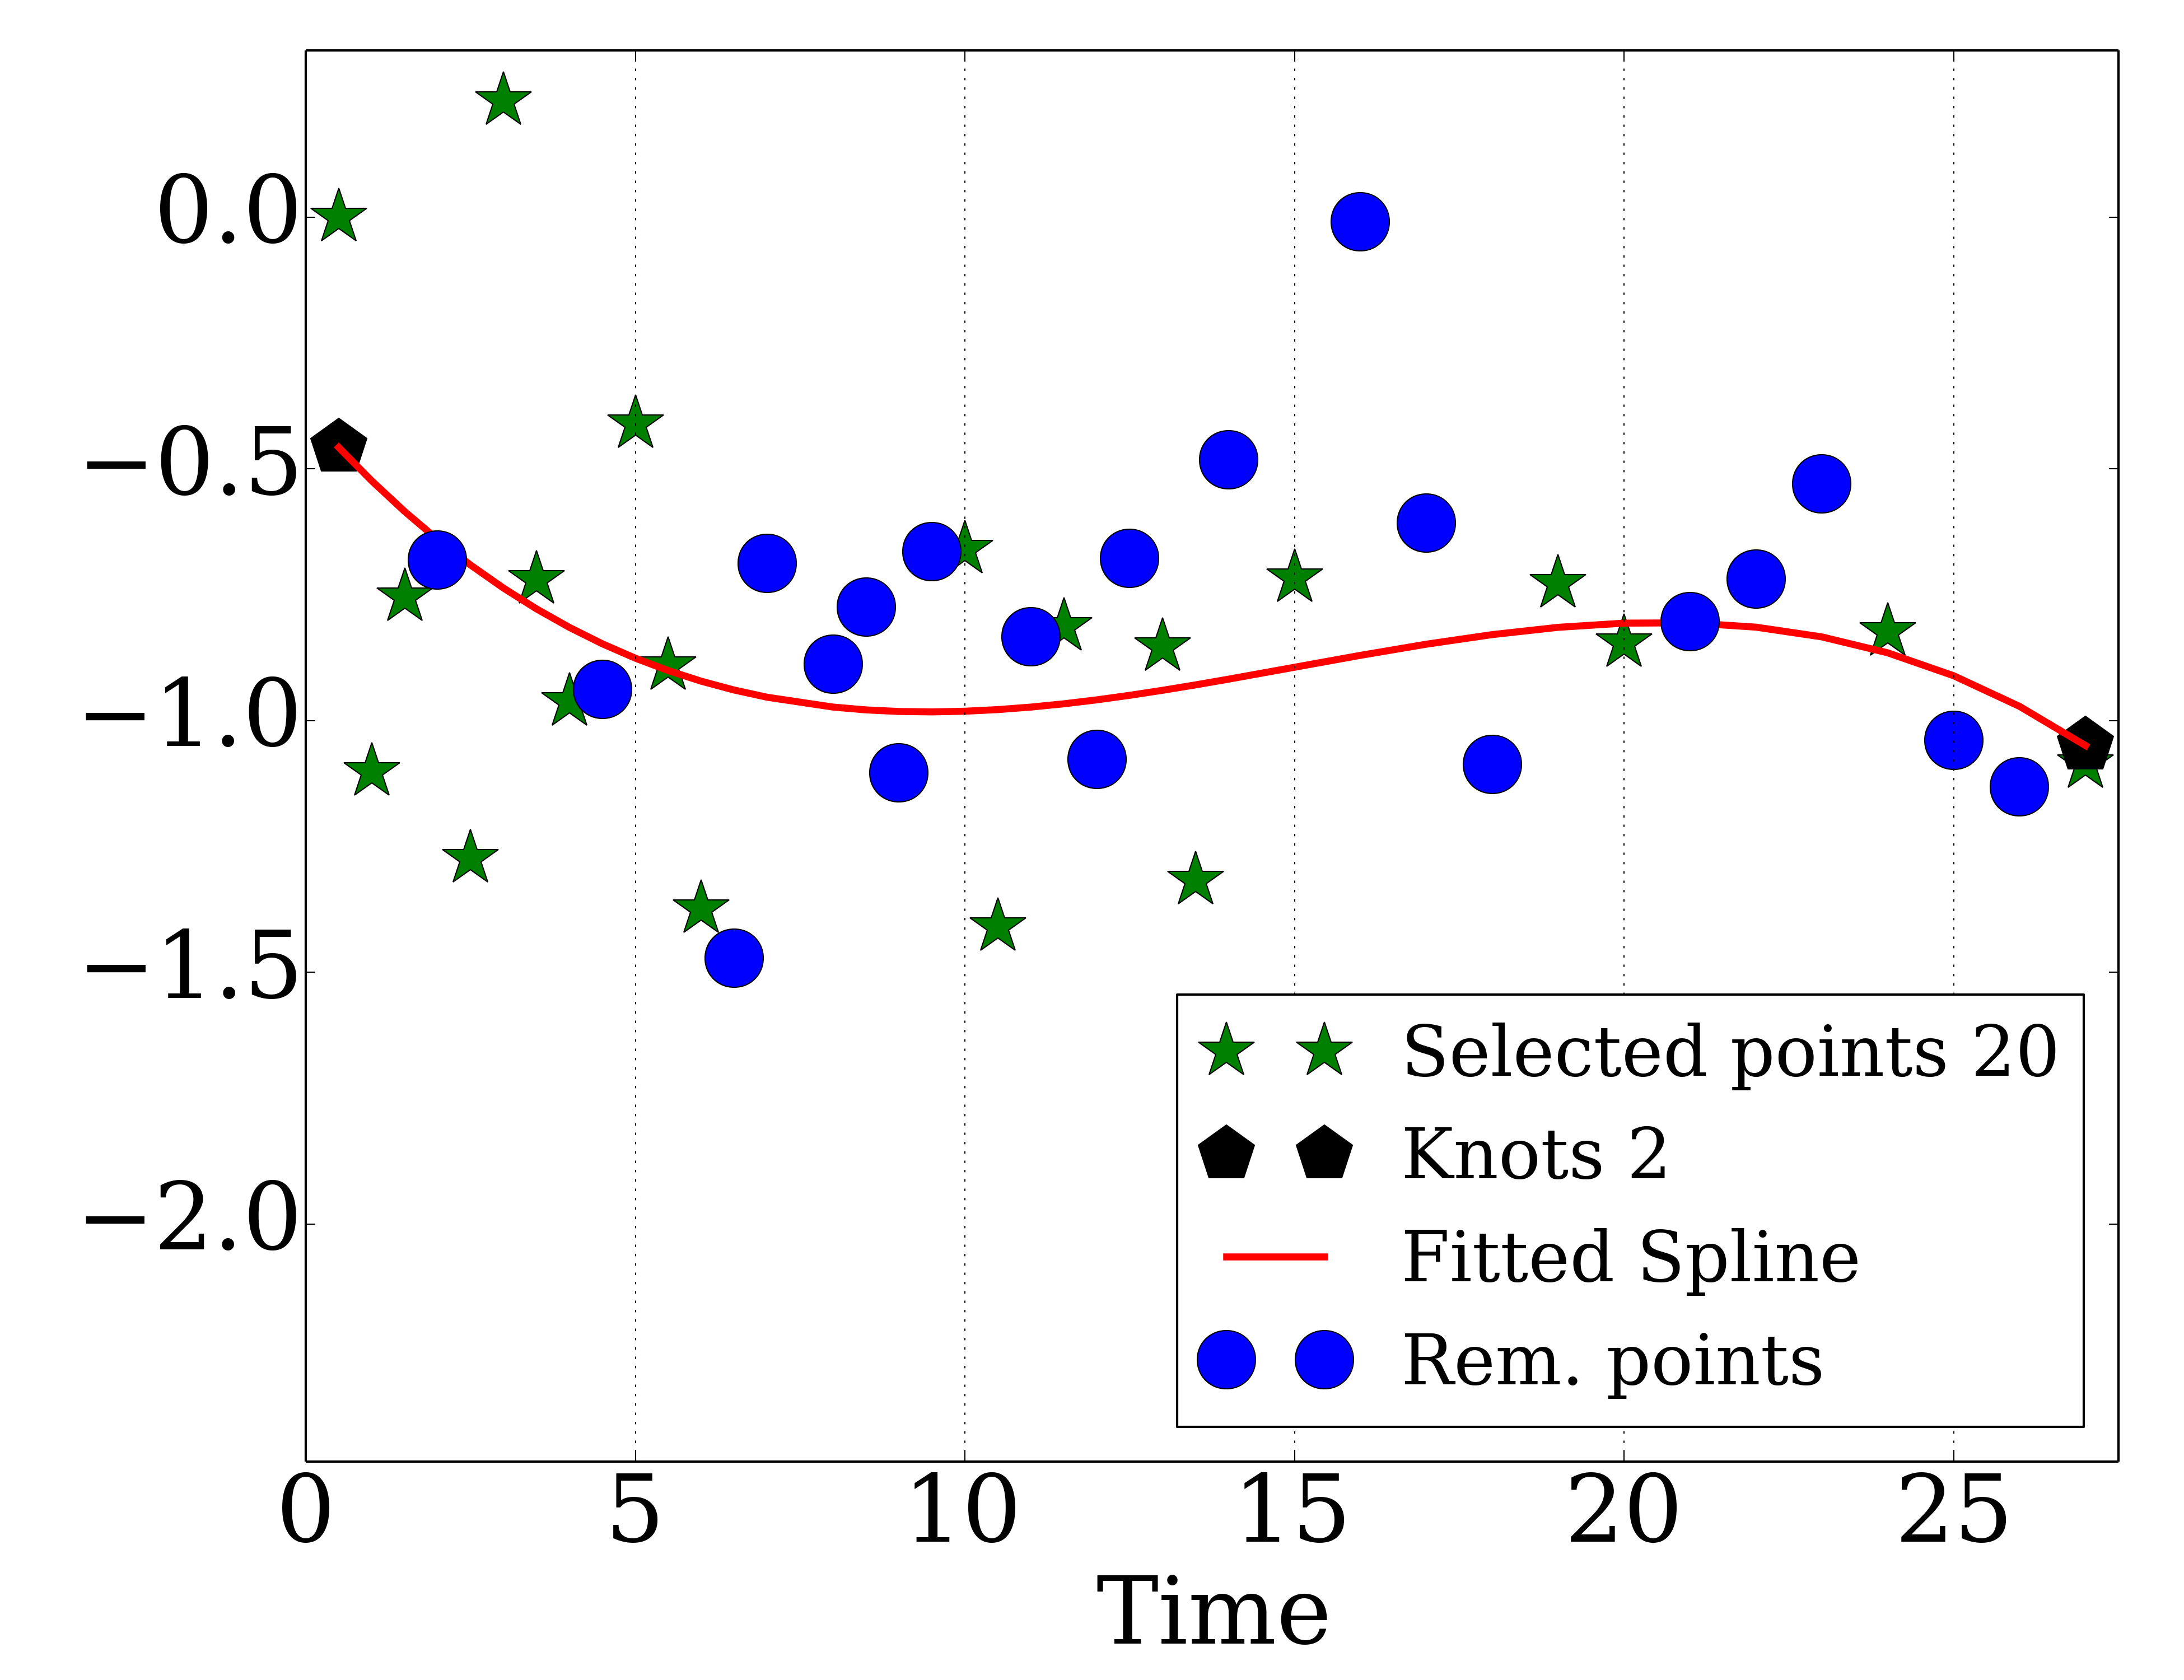 0.0
−0.5
−1.0
−1.5
−2.0
Selected points 20
Knots 2
Fitted Spline
Rem. points
0 5 10 15 20 25
Time